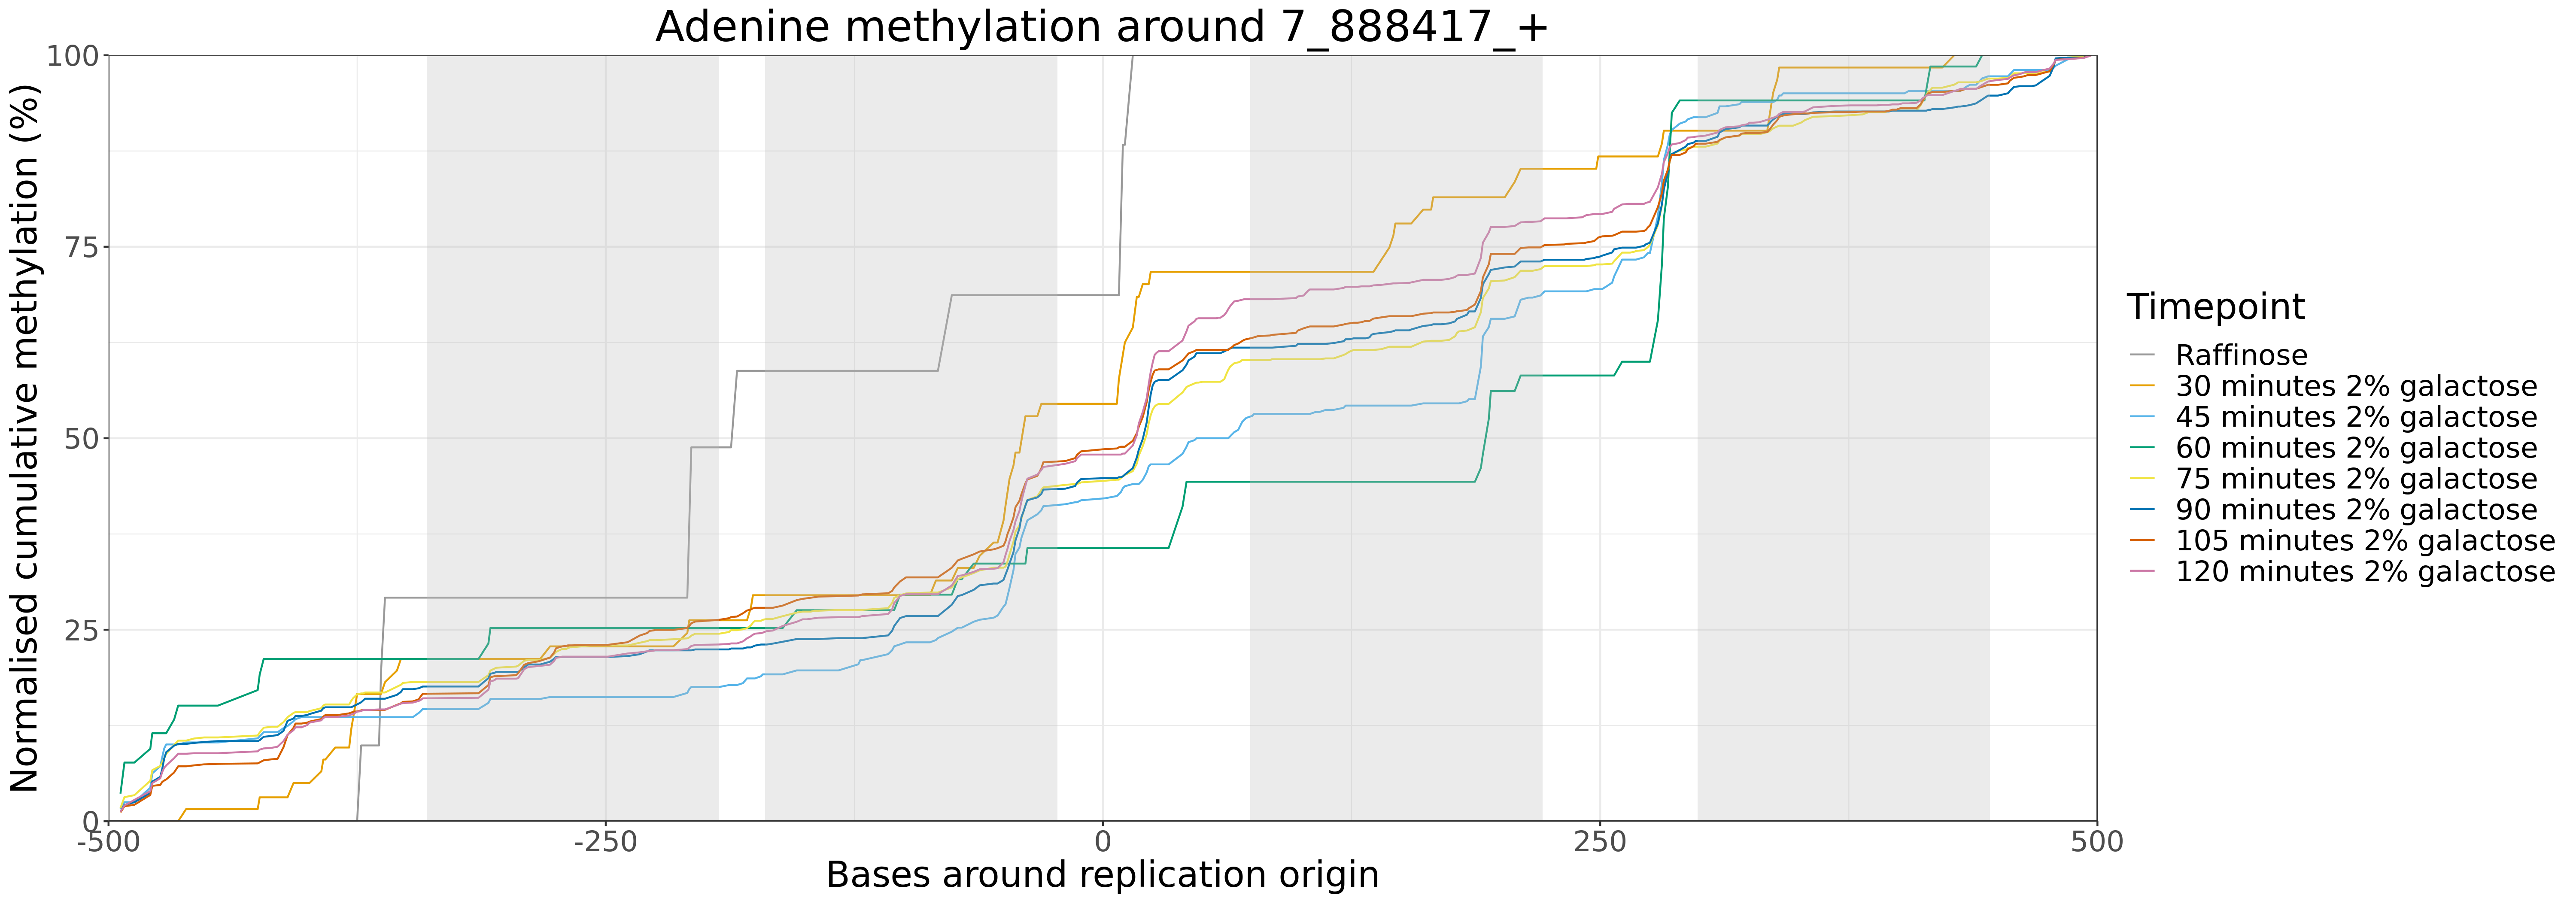 Adenine methylation around 7_888417_+
Normalised cumulative methylation (%)
100
75
50
25
0
-500
-250
0
250
500
Bases around replication origin
Timepoint
Raffinose
30 minutes 2% galactose
45 minutes 2% galactose
60 minutes 2% galactose
75 minutes 2% galactose
90 minutes 2% galactose
105 minutes 2% galactose
120 minutes 2% galactose